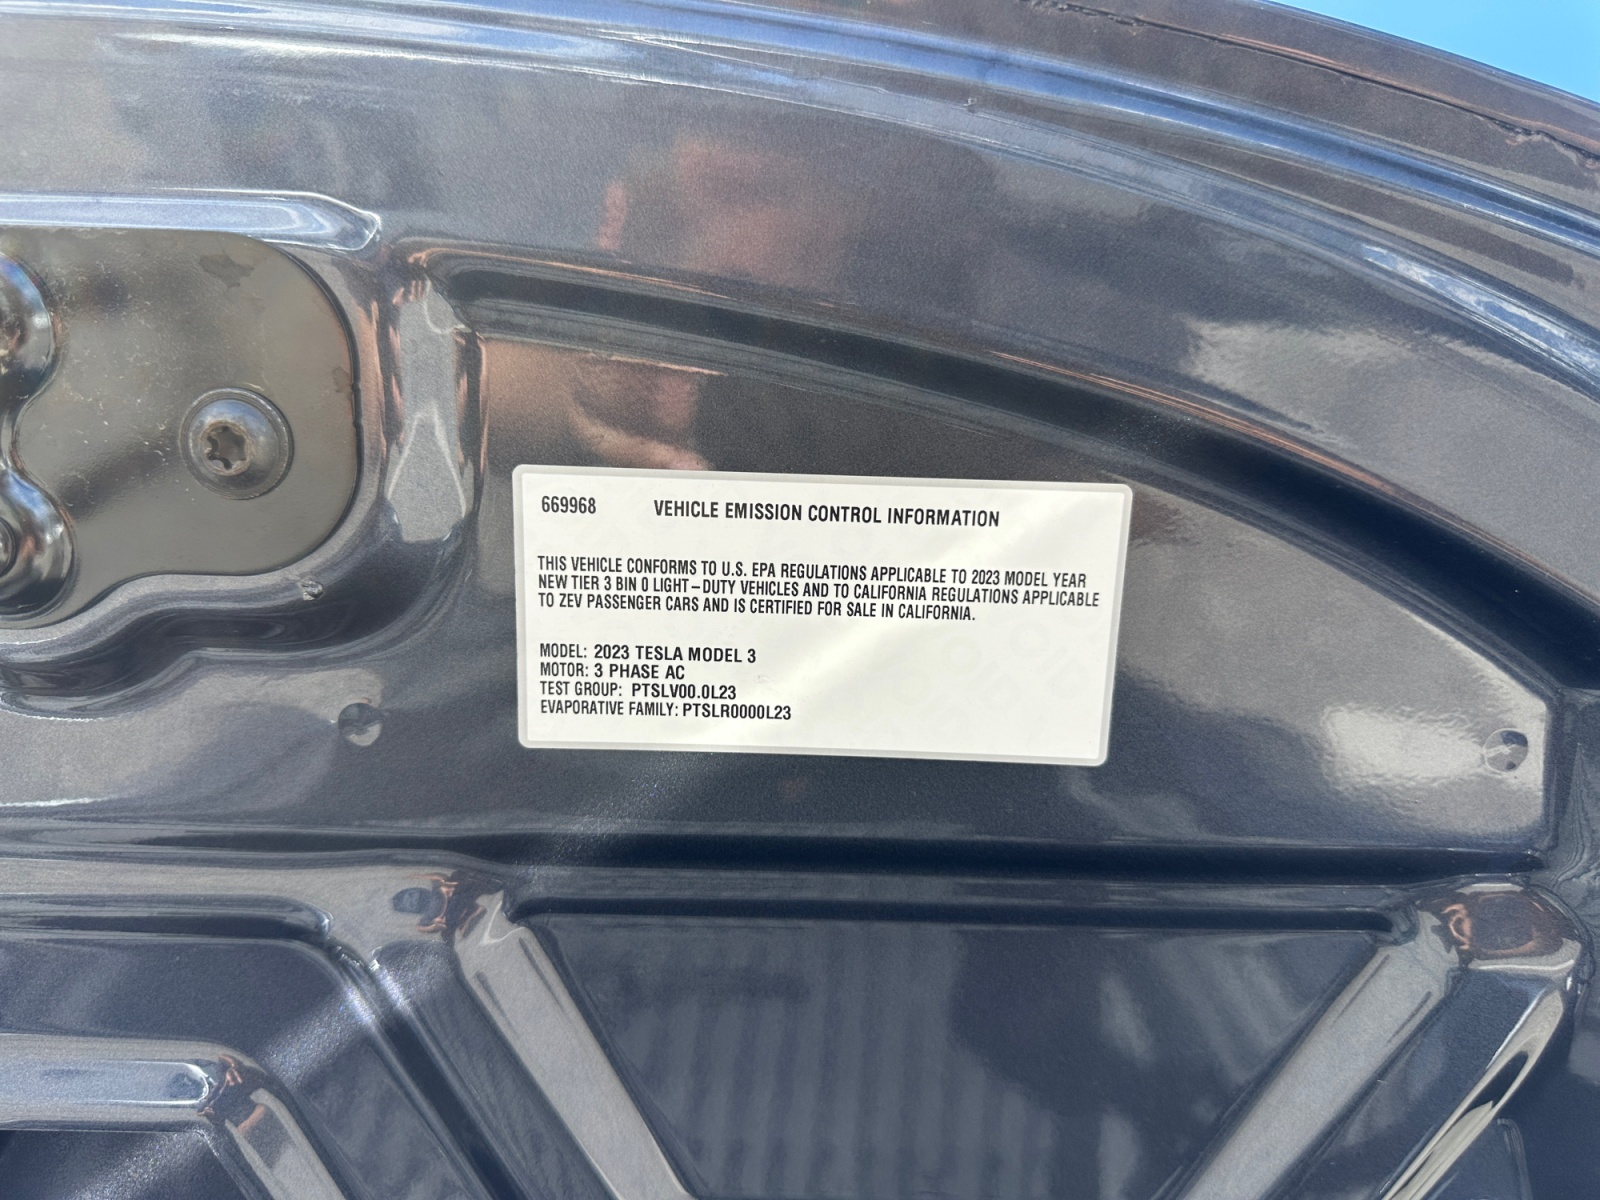 669968 VEHICLE EMISSION CONTROL INFORMATION
THIS VEHICLE CONFORMS TO U.S. EPA REGULATIONS APPLICABLE TO 2023 MODEL YEAR
NEW TIER 3 BIN 0 LIGHT-DUTY VEHICLES AND TO CALIFORNIA REGULATIONS APPLICABLE
TO ZEV PASSENGER CARS AND IS CERTIFIED FOR SALE IN CALIFORNIA.
MODEL: 2023 TESLA MODEL 3
MOTOR: 3 PHASE AC
TEST GROUP: PTSLV00.0L23
EVAPORATIVE FAMILY: PTSLR0000L23